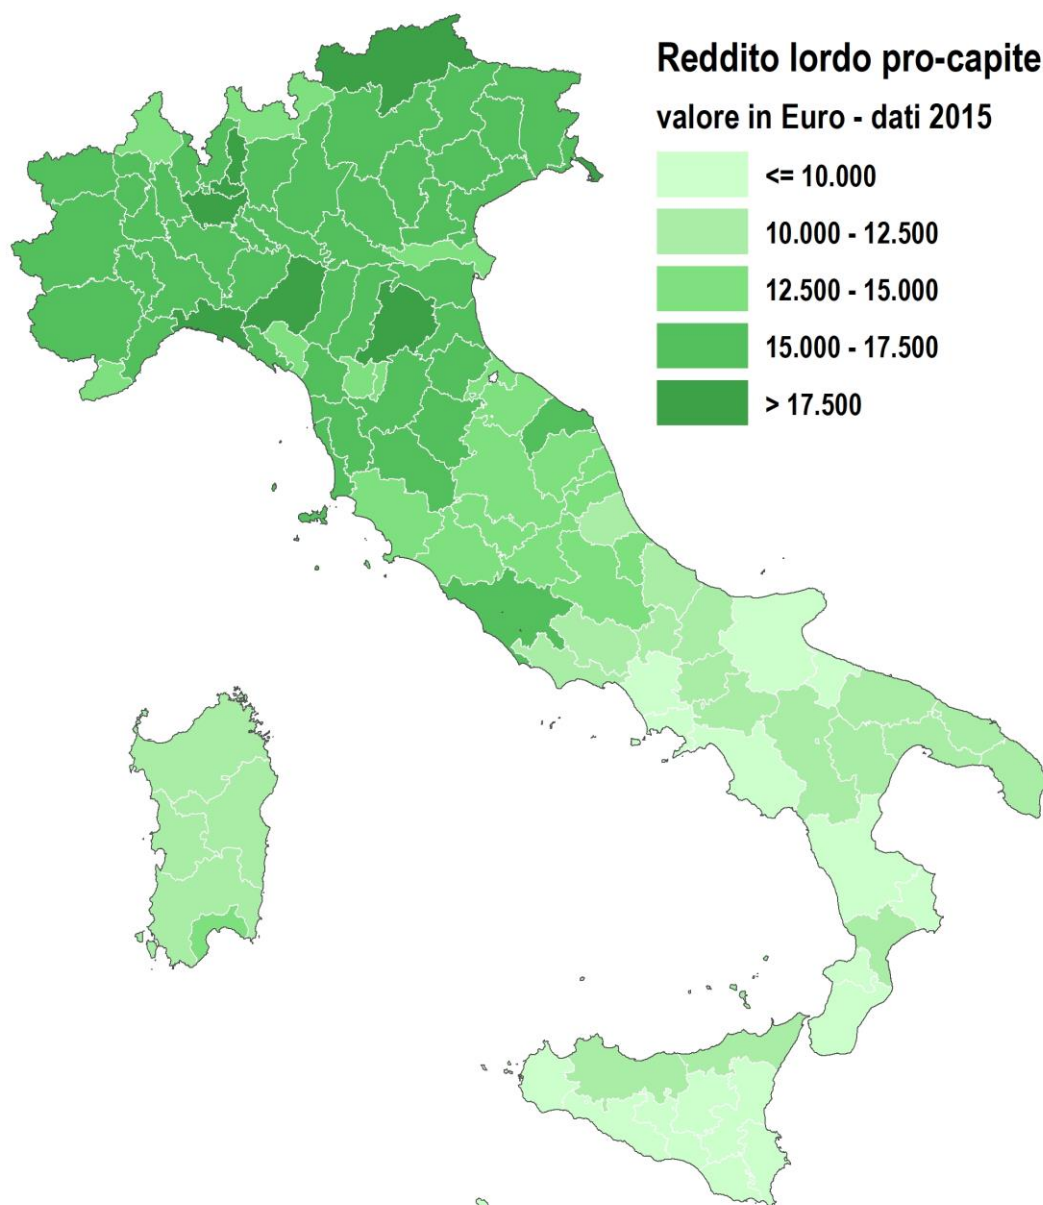 Reddito lordo pro-capite
valore in Euro - dati 2015
<= 10.000
10.000 - 12.500
12.500 - 15.000
15.000 - 17.500
> 17.500